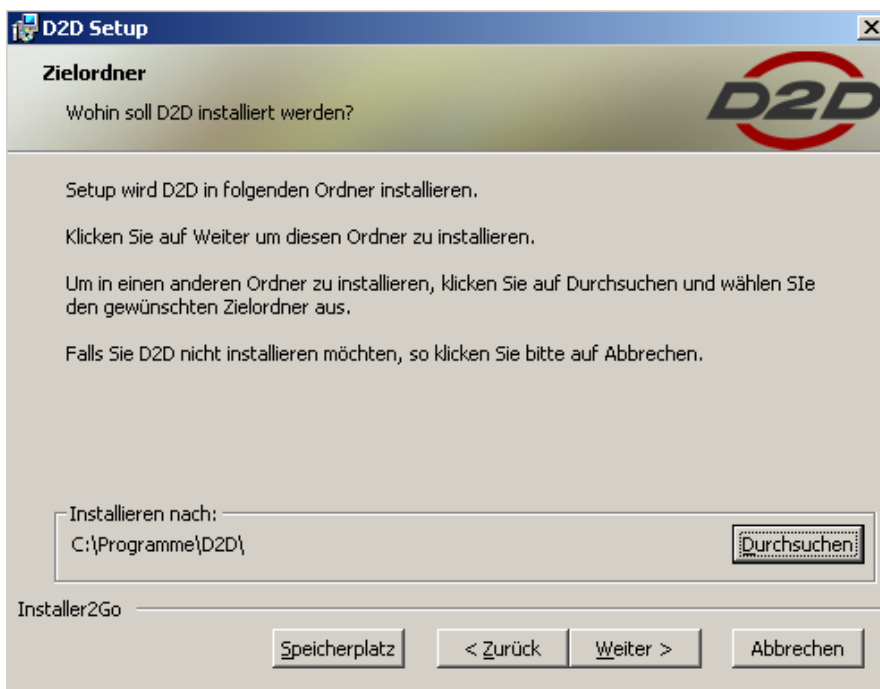 D2D Setup
Zielordner
Wohin soll D2D installiert werden?
D2D
Setup wird D2D in folgenden Ordner installieren.
Klicken Sie auf Weiter um diesen Ordner zu installieren.
Um in einen anderen Ordner zu installieren, klicken Sie auf Durchsuchen und wählen SIe
den gewünschten Zielordner aus.
Falls Sie D2D nicht installieren möchten, so klicken Sie bitte auf Abbrechen.
Installieren nach:
C:\Programme\D2D\
Durchsuchen
Installer2Go
Speicherplatz
< Zurück
Weiter >
Abbrechen